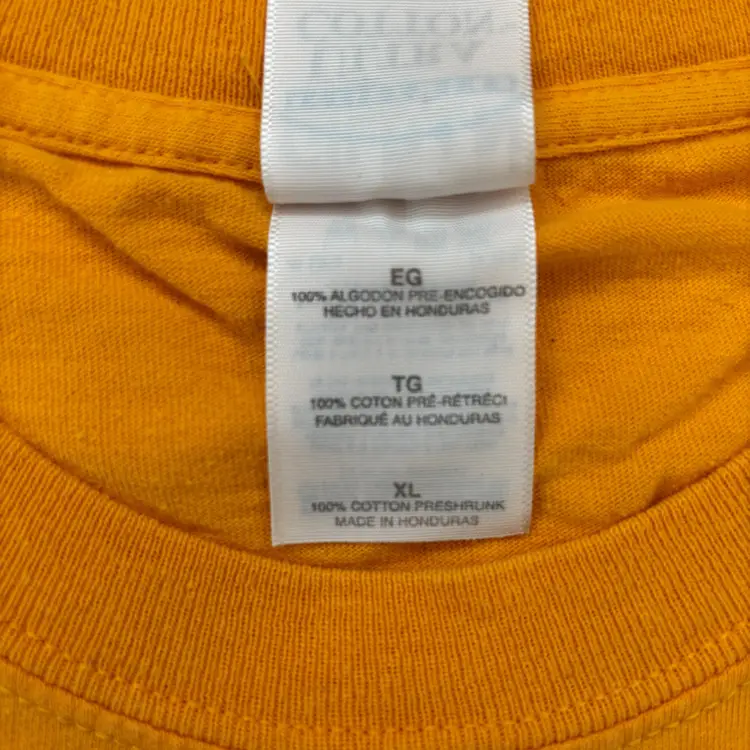 EG
100% ALGODON PRE-ENCOGIDO
HECHO EN HONDURAS
TG
100% COTON PRÉ-RÉTRÉCI
FABRIQUÉ AU HONDURAS
XL
100% COTTON PRESHRUNK
MADE IN HONDURAS